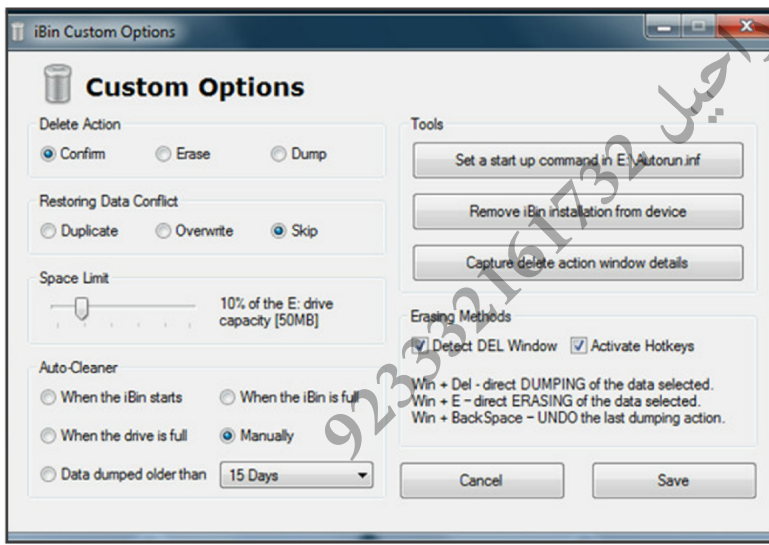 iBin Custom Options
Custom Options
Delete Action
Confirm Erase Dump
Restoring Data Conflict
Duplicate Overwrite Skip
Space Limit
10% of the E: drive
capacity [50MB]
Auto-Cleaner
When the iBin starts When the iBin is full
When the drive is full Manually
Data dumped older than 15 Days
Tools
Set a start up command in E:\Autorun.inf
Remove iBin installation from device
Capture delete action window details
Erasing Methods
Detect DEL Window Activate Hotkeys
Win + Del - direct DUMPING of the data selected.
Win + E – direct ERASING of the data selected.
Win + BackSpace – UNDO the last dumping action.
Cancel Save
923332161732